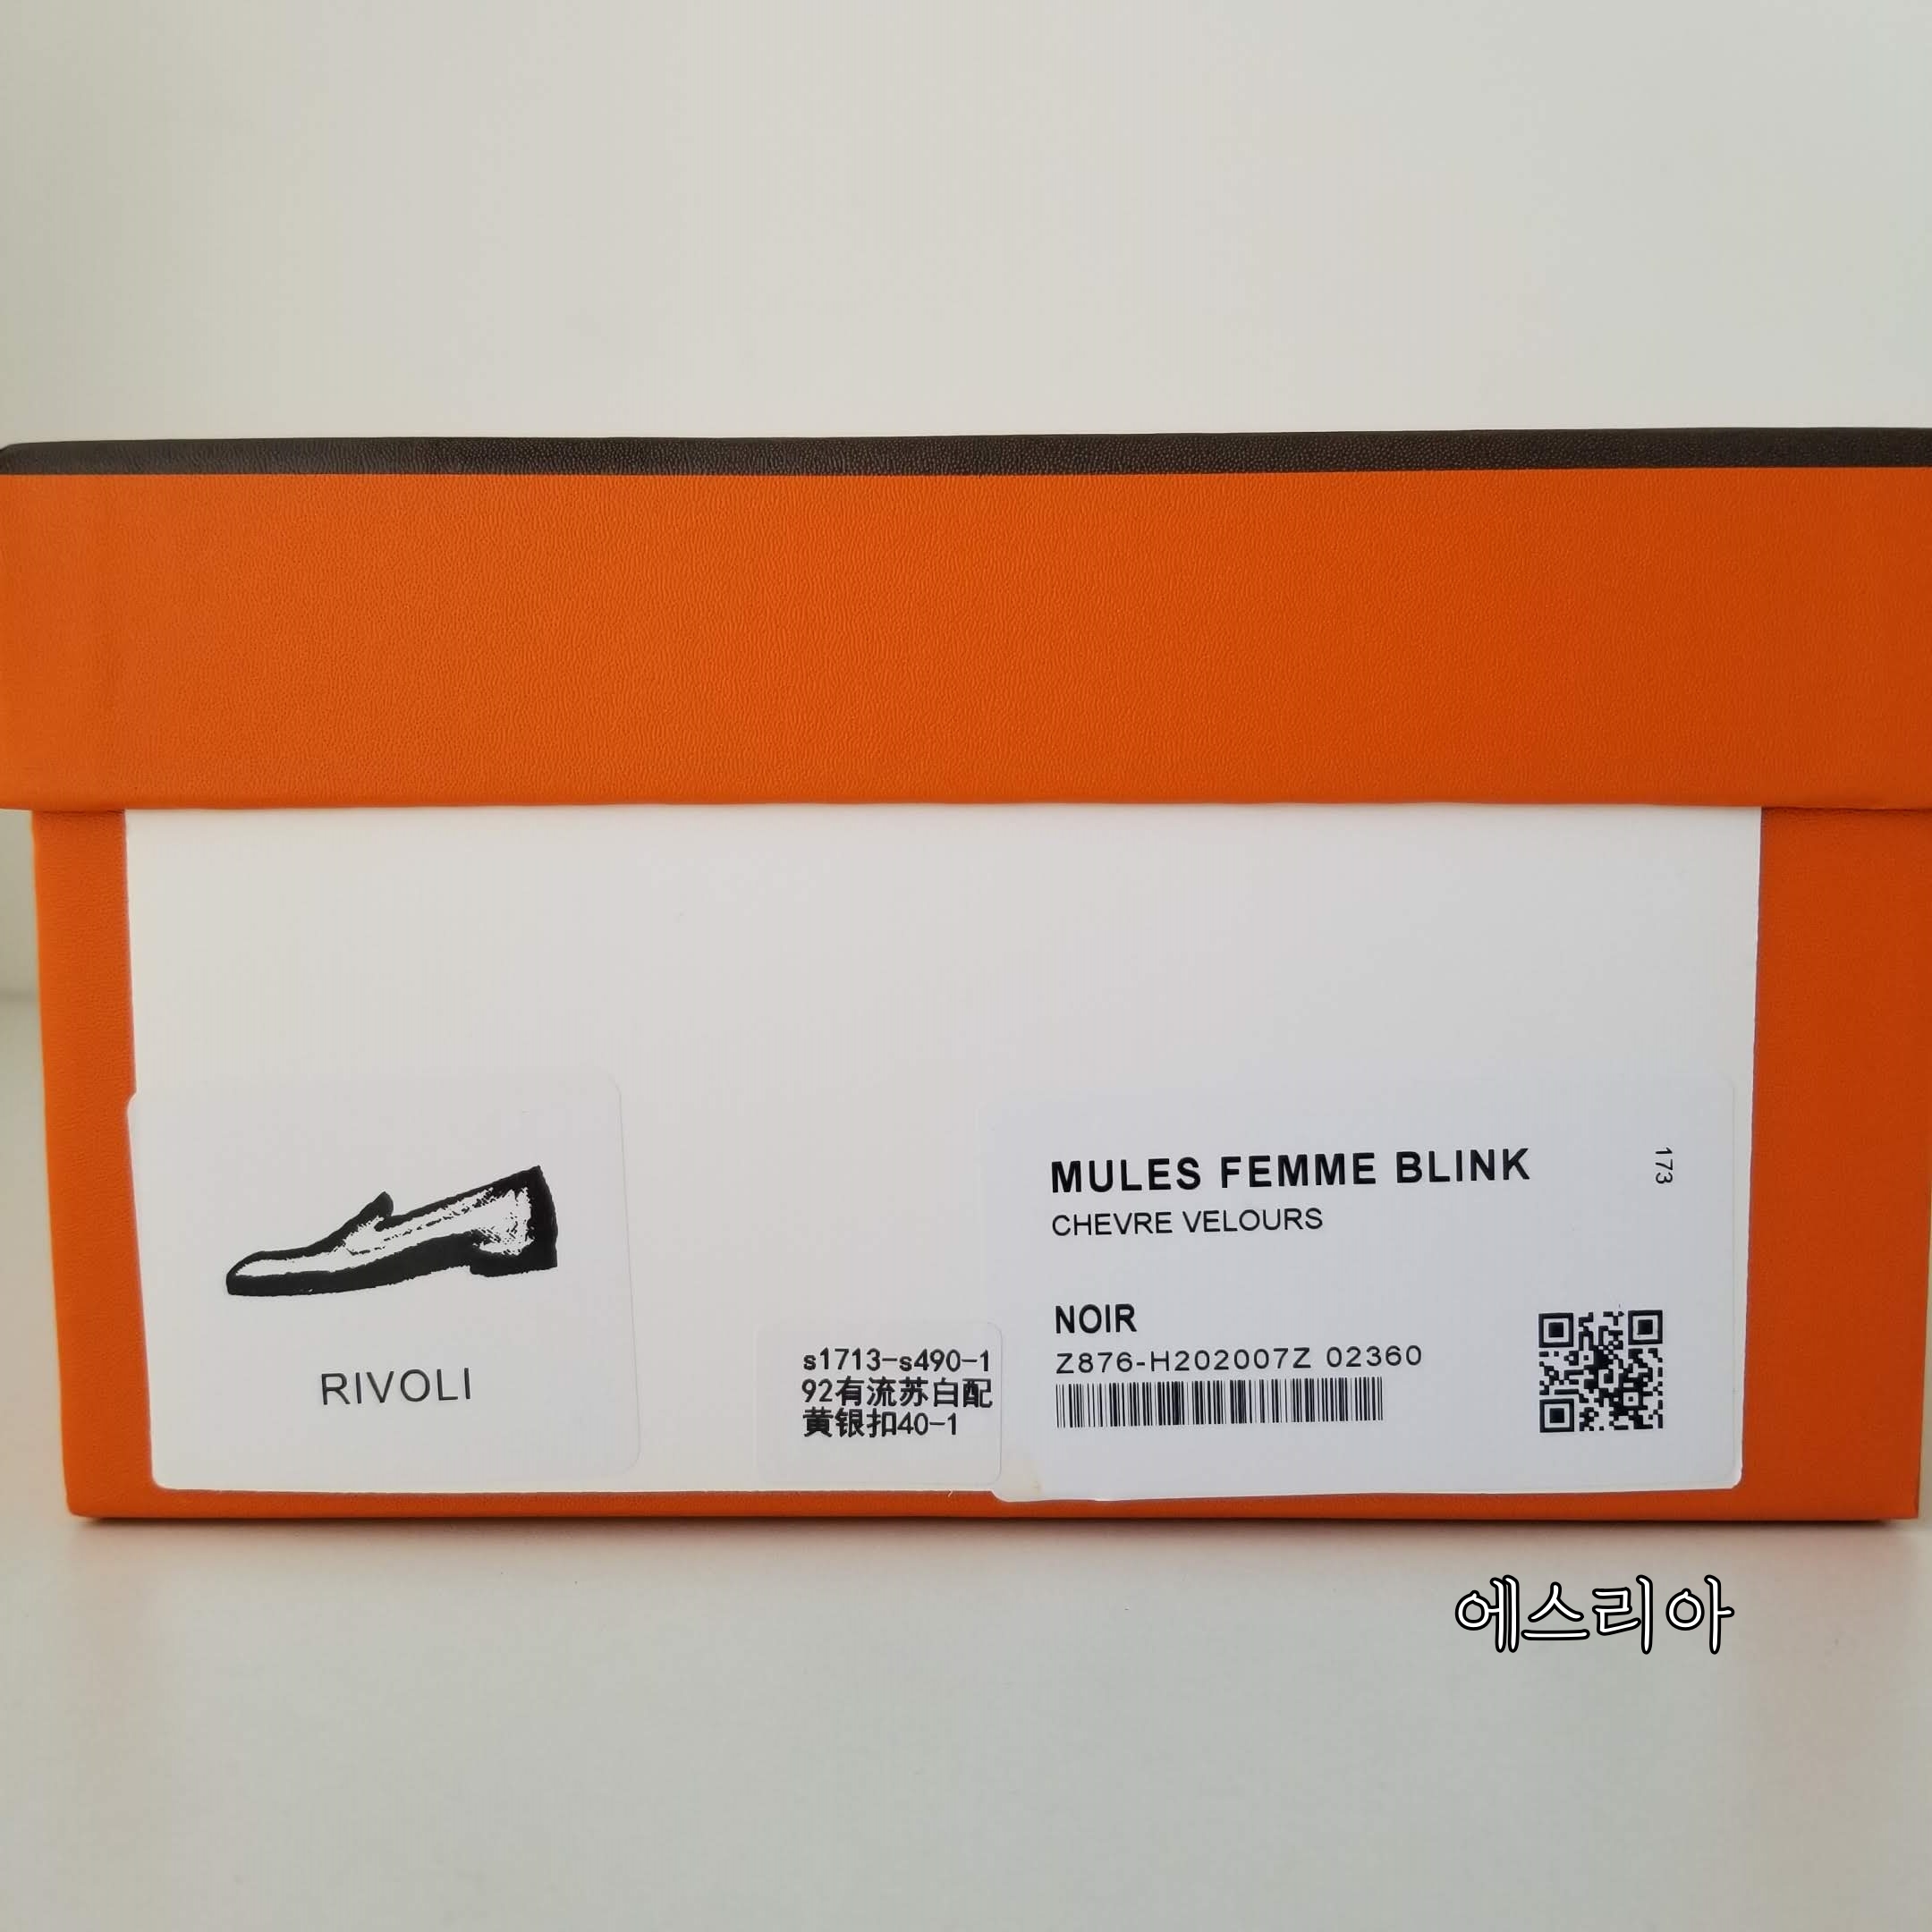 RIVOLI
s1713-s490-1
92有流苏白配
黄银扣40-1
MULES FEMME BLINK
CHEVRE VELOURS
173
NOIR
Z876-H202007Z 02360
에스리아